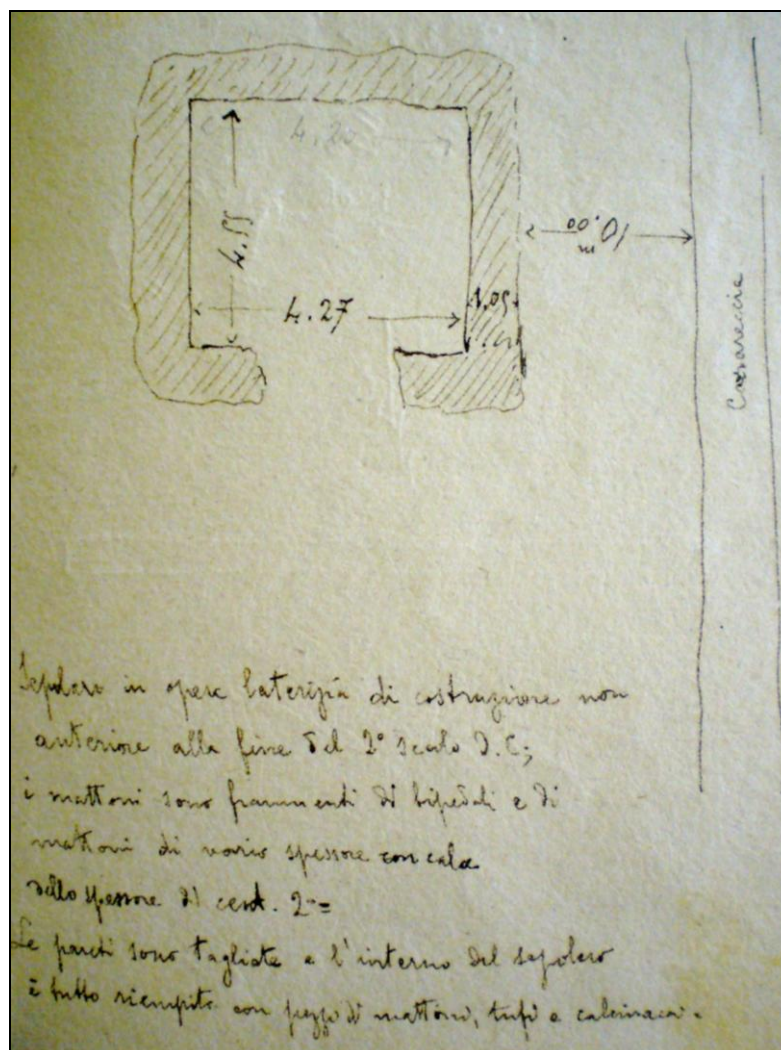 4.20
4.55
4.27
1.05
m 10.00
Casareccie
Sepolcro in opera laterizia di costruzione non
anteriore alla fine del 2° secolo d.C;
i mattoni sono frammenti di bipedali e di
mattoni di vario spessore con calce
dello spessore di cent. 2 =
Le pareti sono tagliate e l'interno del sepolcro
è tutto riempito con pezzi di mattoni, tufi e calcinacci.